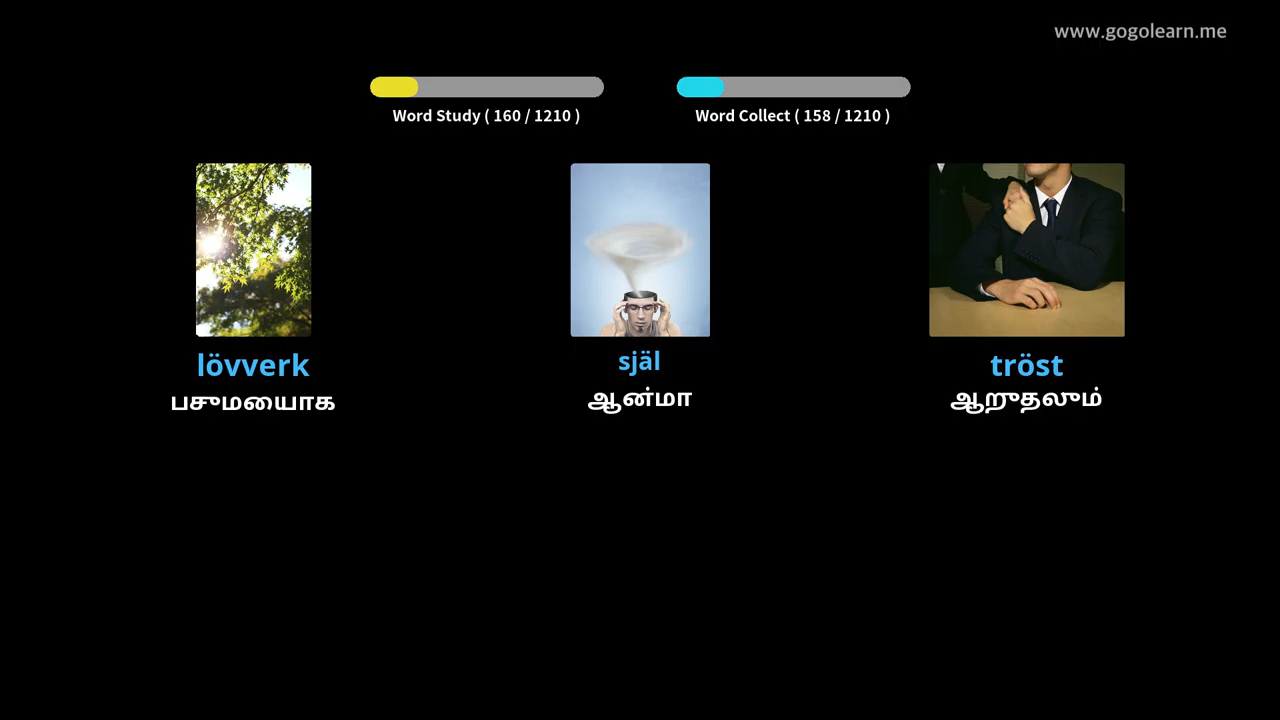 www.gogolearn.me
Word Study ( 160 / 1210 )
Word Collect ( 158 / 1210 )
lövverk
själ
tröst
பசுமையாக
ஆன்மா
ஆறுதலும்